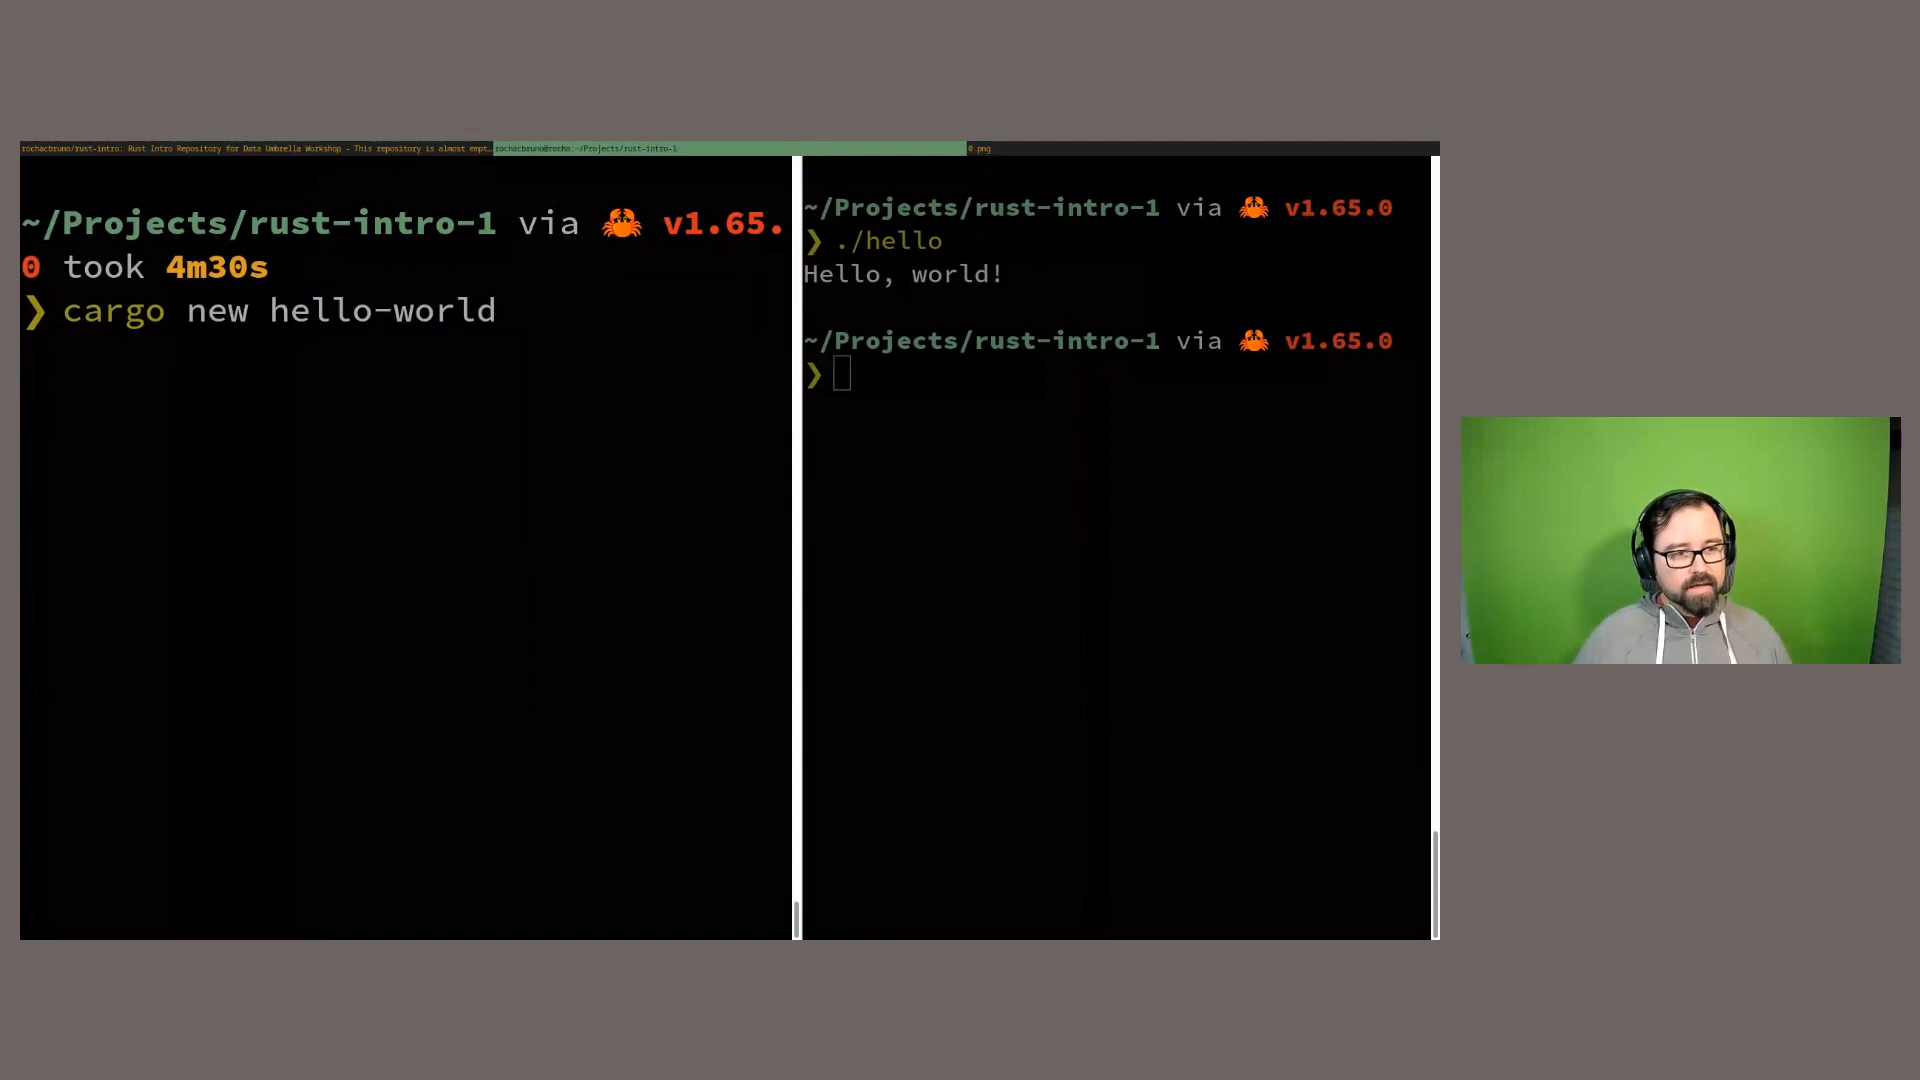 rochacbruno/rust-intro: Rust Intro Repository for Data Umbrella Workshop - This repository is almost empt…
rochacbruno@rocha:~/Projects/rust-intro-1
0.png
~/Projects/rust-intro-1 via 🦀 v1.65.
0 took 4m30s
❯ cargo new hello-world
~/Projects/rust-intro-1 via 🦀 v1.65.0
❯ ./hello
Hello, world!
~/Projects/rust-intro-1 via 🦀 v1.65.0
❯